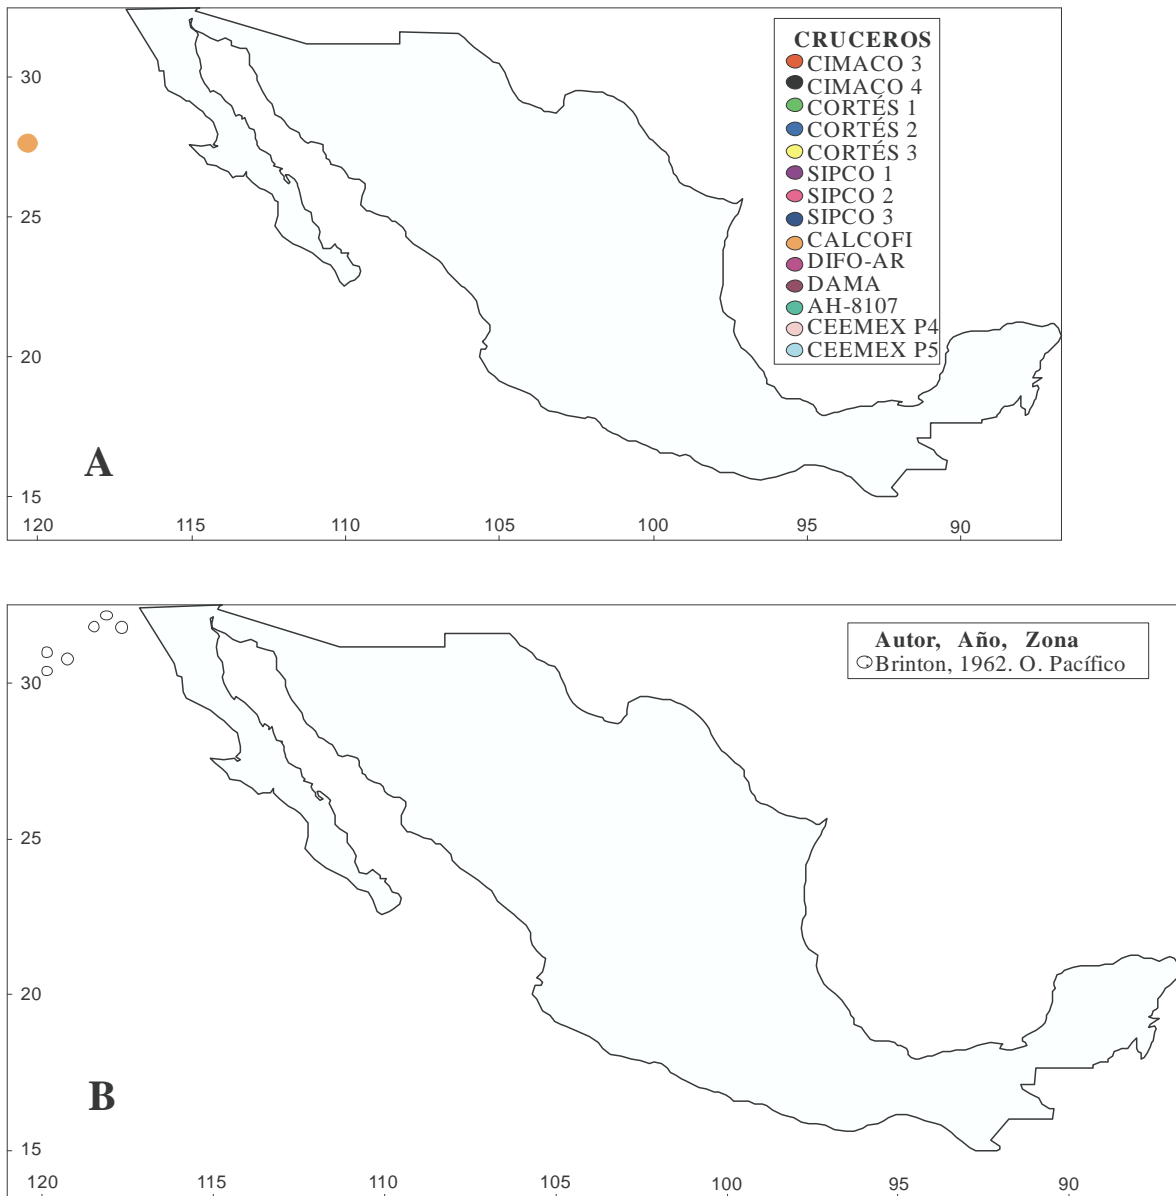 CRUCEROS
CIMACO 3
CIMACO 4
CORTÉS 1
CORTÉS 2
CORTÉS 3
SIPCO 1
SIPCO 2
SIPCO 3
CALCOFI
DIFO-AR
DAMA
AH-8107
CEEMEX P4
CEEMEX P5
30
25
20
15
A
120 115 110 105 100 95 90
Autor, Año, Zona
Brinton, 1962. O. Pacífico
30
25
20
15
B
120 115 110 105 100 95 90